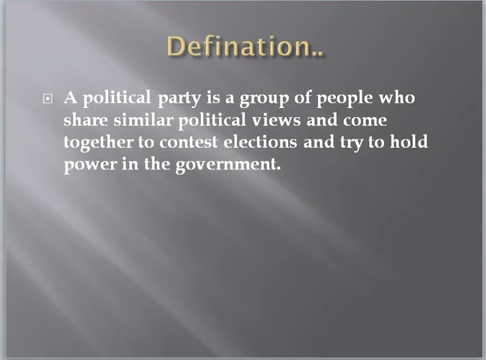 Defination..
A political party is a group of people who
share similar political views and come
together to contest elections and try to hold
power in the government.